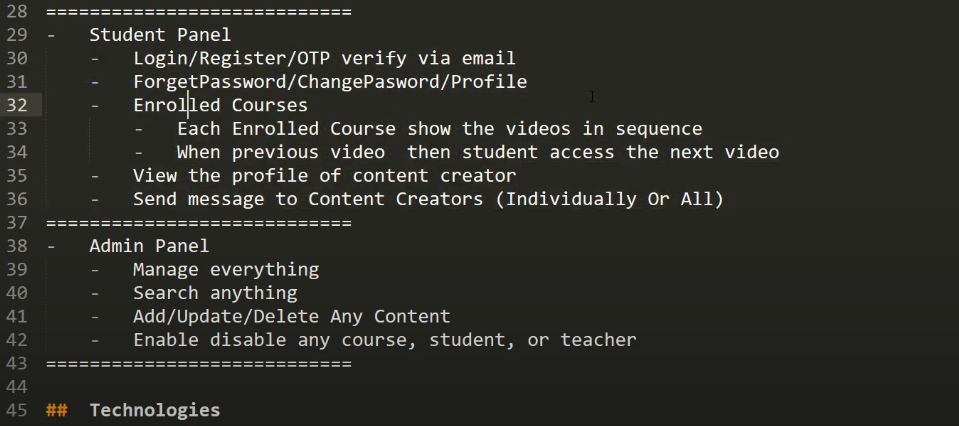 28 ============================
29 - Student Panel
30 - Login/Register/OTP verify via email
31 - ForgetPassword/ChangePasword/Profile
32 - Enrolled Courses
33 - Each Enrolled Course show the videos in sequence
34 - When previous video  then student access the next video
35 - View the profile of content creator
36 - Send message to Content Creators (Individually Or All)
37 ============================
38 - Admin Panel
39 - Manage everything
40 - Search anything
41 - Add/Update/Delete Any Content
42 - Enable disable any course, student, or teacher
43 ============================
44
45 ## Technologies